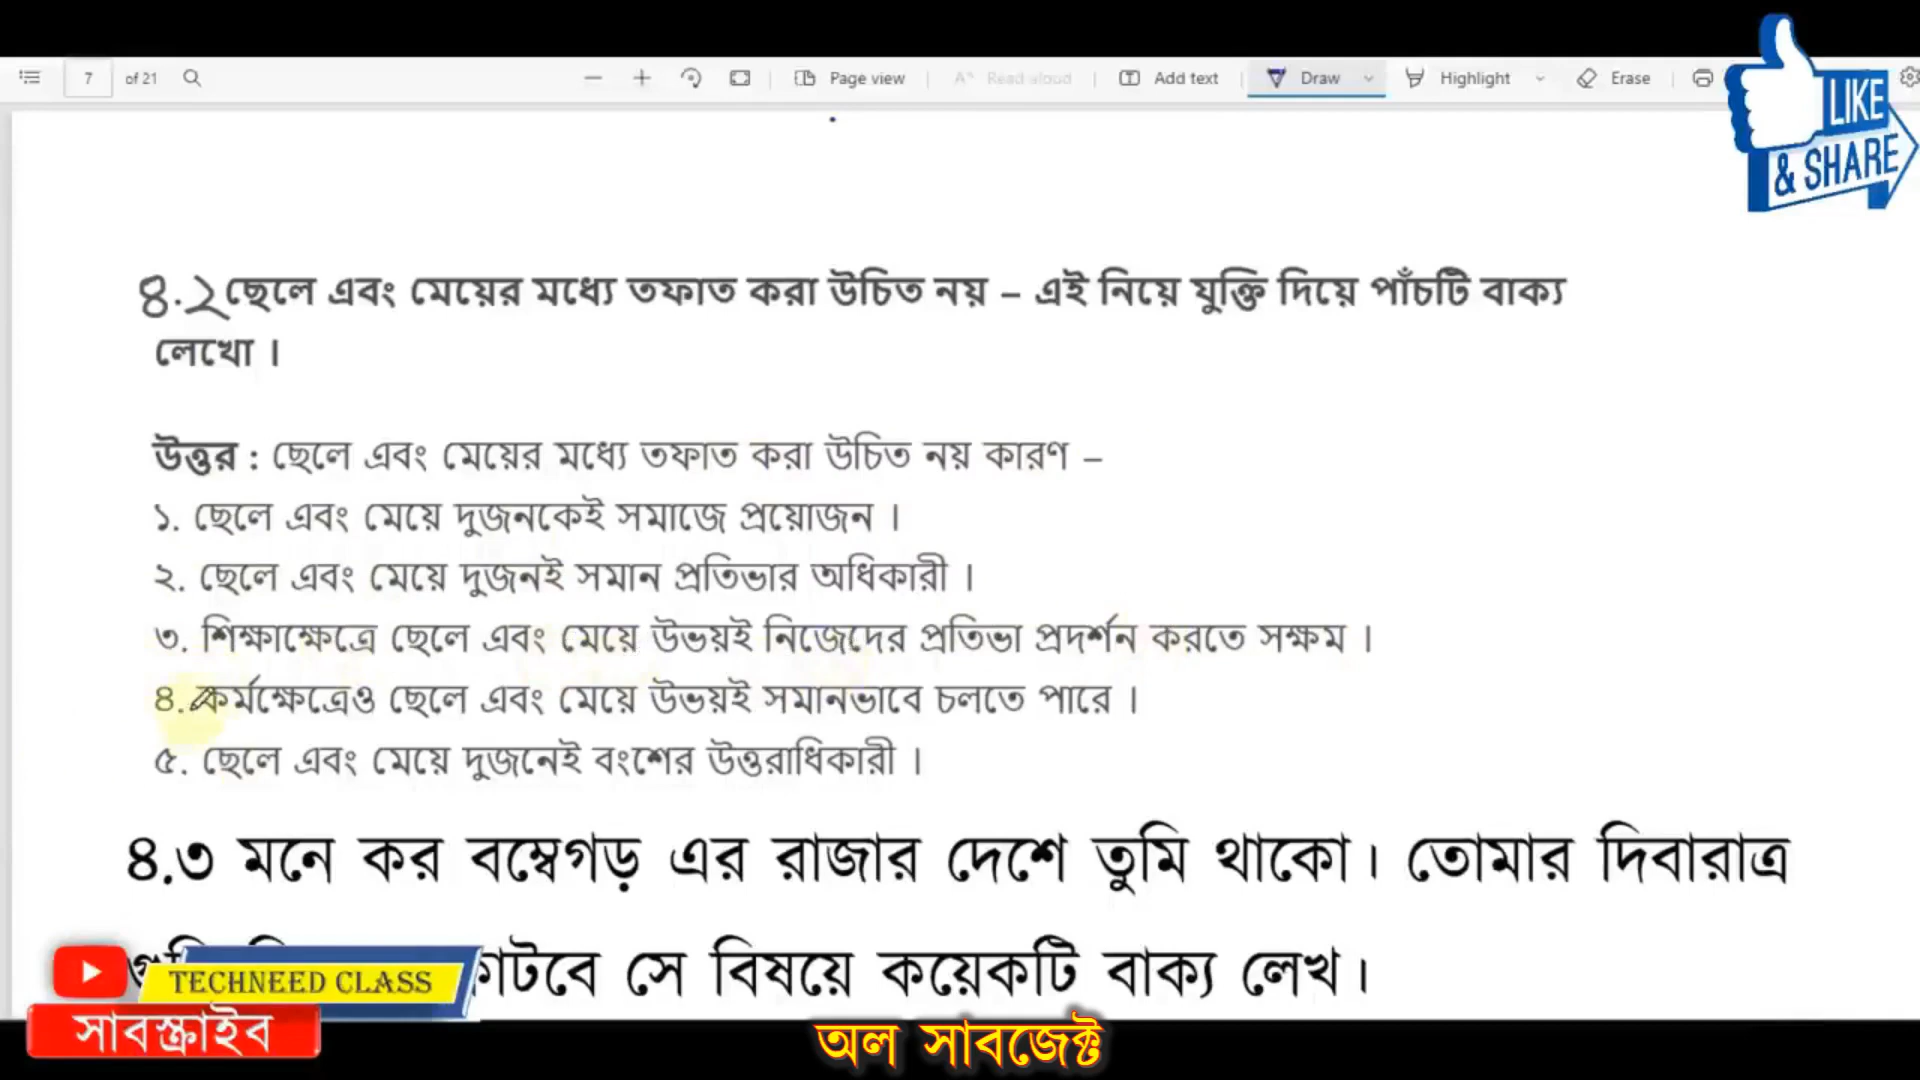 7 of 21 Page view Read aloud Add text Draw Highlight Erase
LIKE
& SHARE
৪.২ ছেলে এবং মেয়ের মধ্যে তফাত করা উচিত নয় – এই নিয়ে যুক্তি দিয়ে পাঁচটি বাক্য
লেখো ।
উত্তর : ছেলে এবং মেয়ের মধ্যে তফাত করা উচিত নয় কারণ –
১. ছেলে এবং মেয়ে দুজনকেই সমাজে প্রয়োজন ।
২. ছেলে এবং মেয়ে দুজনই সমান প্রতিভার অধিকারী ।
৩. শিক্ষাক্ষেত্রে ছেলে এবং মেয়ে উভয়ই নিজেদের প্রতিভা প্রদর্শন করতে সক্ষম ।
৪. কর্মক্ষেত্রেও ছেলে এবং মেয়ে উভয়ই সমানভাবে চলতে পারে ।
৫. ছেলে এবং মেয়ে দুজনেই বংশের উত্তরাধিকারী ।
৪.৩ মনে কর বম্বেগড় এর রাজার দেশে তুমি থাকো। তোমার দিবারাত্র
সে বিষয়ে কয়েকটি বাক্য লেখ।
TECHNEED CLASS
সাবস্ক্রাইব
অল সাবজেক্ট